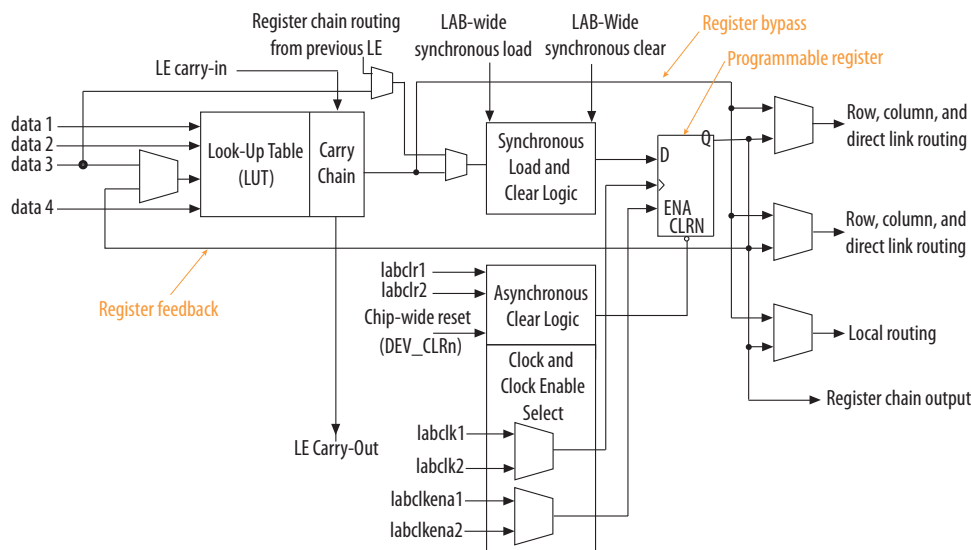 Register chain routing
from previous LE
LAB-wide
synchronous load
LAB-Wide
synchronous clear
Register bypass
Programmable register
LE carry-in
data 1
data 2
data 3
data 4
Look-Up Table
(LUT)
Carry
Chain
Synchronous
Load and
Clear Logic
D
Q
ENA
CLRN
Row, column, and
direct link routing
Row, column, and
direct link routing
Local routing
Register chain output
Register feedback
labclr1
labclr2
Chip-wide reset
(DEV_CLRn)
Asynchronous
Clear Logic
Clock and
Clock Enable
Select
labclk1
labclk2
labclkena1
labclkena2
LE Carry-Out